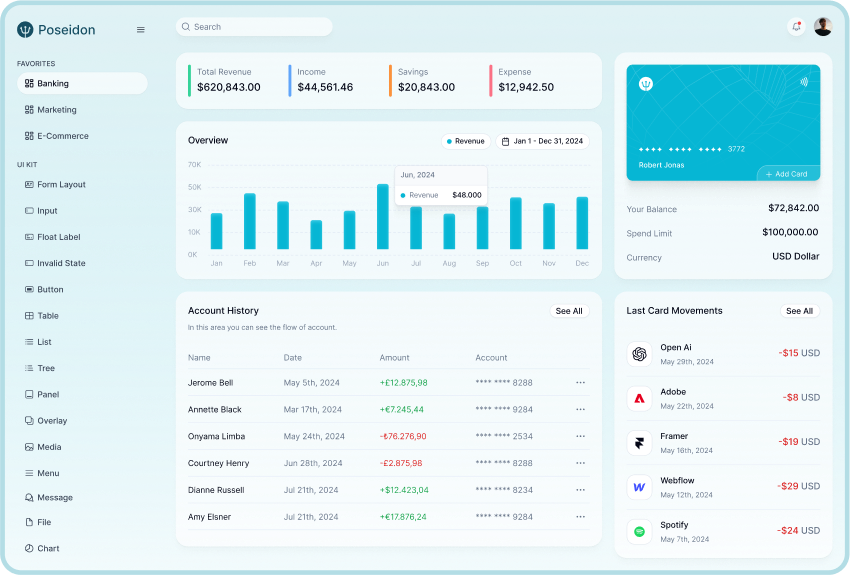 Poseidon
Search
FAVORITES
Banking
Marketing
E-Commerce
UI KIT
Form Layout
Input
Float Label
Invalid State
Button
Table
List
Tree
Panel
Overlay
Media
Menu
Message
File
Chart
Total Revenue
$620,843.00
Income
$44,561.46
Savings
$20,843.00
Expense
$12,942.50
Overview
Revenue
Jan 1 - Dec 31, 2024
70K
50K
30K
10K
0K
Jun, 2024
Revenue $48.000
Jan Feb Mar Apr May Jun Jul Aug Sep Oct Nov Dec
Account History
See All
In this area you can see the flow of account.
Name Date Amount Account
Jerome Bell May 5th, 2024 +£12.875,98 **** **** 8288
Annette Black Mar 17th, 2024 +€7.245,44 **** **** 9284
Onyama Limba May 24th, 2024 -₺76.276,90 **** **** 2534
Courtney Henry Jun 28th, 2024 -£2.875,98 **** **** 8288
Dianne Russell Jul 21th, 2024 +$12.423,04 **** **** 8234
Amy Elsner Jul 21th, 2024 +€17.876,24 **** **** 9284
✦✦✦✦ ✦✦✦✦ ✦✦✦✦ 3772
Robert Jonas
+ Add Card
Your Balance $72,842.00
Spend Limit $100,000.00
Currency USD Dollar
Last Card Movements
See All
Open Ai
May 29th, 2024
-$15 USD
Adobe
May 22th, 2024
-$8 USD
Framer
May 16th, 2024
-$19 USD
Webflow
May 12th, 2024
-$29 USD
Spotify
May 7th, 2024
-$24 USD